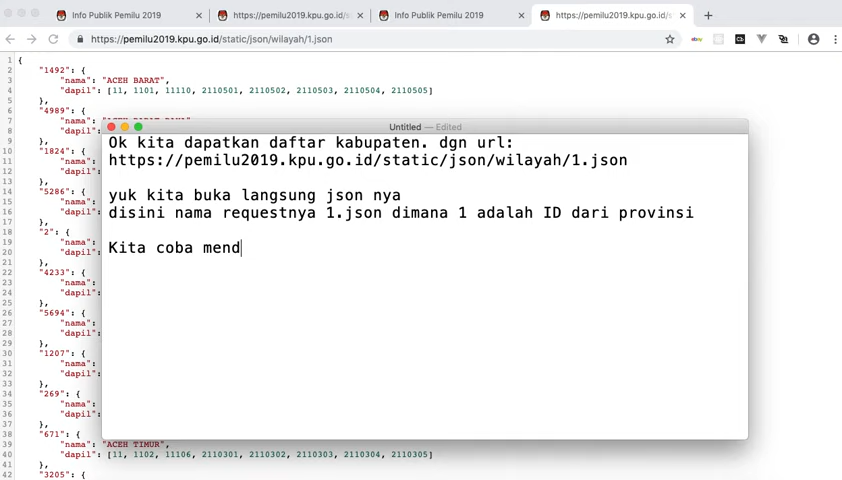 Info Publik Pemilu 2019
https://pemilu2019.kpu.go.id/st
Info Publik Pemilu 2019
https://pemilu2019.kpu.go.id/st
https://pemilu2019.kpu.go.id/static/json/wilayah/1.json
ebay
1 {
2 "1492": {
3 "nama": "ACEH BARAT",
4 "dapil": [11, 1101, 11110, 2110501, 2110502, 2110503, 2110504, 2110505]
5 },
6 "4989": {
7 "nama":
8 "dapil":
9 },
10 "1824": {
11 "nama":
12 "dapil":
13 },
14 "5286": {
15 "nama":
16 "dapil":
17 },
18 "2": {
19 "nama":
20 "dapil":
21 },
22 "4233": {
23 "nama":
24 "dapil":
25 },
26 "5694": {
27 "nama":
28 "dapil":
29 },
30 "1207": {
31 "nama":
32 "dapil":
33 },
34 "269": {
35 "nama":
36 "dapil":
37 },
38 "671": {
39 "nama": "ACEH TIMUR",
40 "dapil": [11, 1102, 11106, 2110301, 2110302, 2110303, 2110304, 2110305]
41 },
42 "3205": {
Untitled — Edited
Ok kita dapatkan daftar kabupaten. dgn url:
https://pemilu2019.kpu.go.id/static/json/wilayah/1.json
yuk kita buka langsung json nya
disini nama requestnya 1.json dimana 1 adalah ID dari provinsi
Kita coba mend